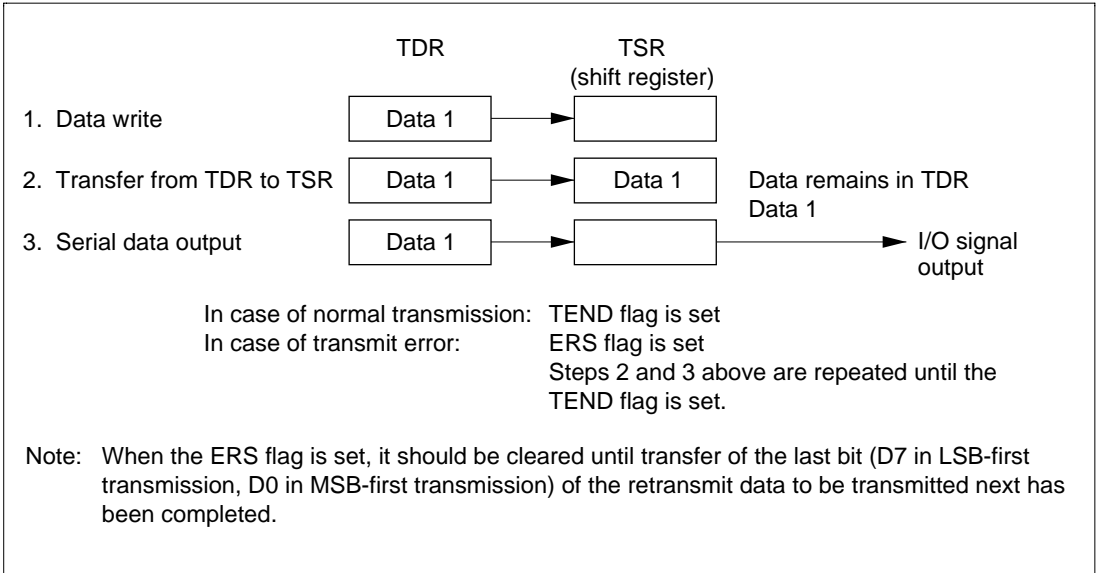 TDR TSR
(shift register)
1. Data write Data 1
2. Transfer from TDR to TSR Data 1 Data 1 Data remains in TDR
Data 1
3. Serial data output Data 1 I/O signal
output
In case of normal transmission: TEND flag is set
In case of transmit error: ERS flag is set
Steps 2 and 3 above are repeated until the
TEND flag is set.
Note: When the ERS flag is set, it should be cleared until transfer of the last bit (D7 in LSB-first
transmission, D0 in MSB-first transmission) of the retransmit data to be transmitted next has
been completed.